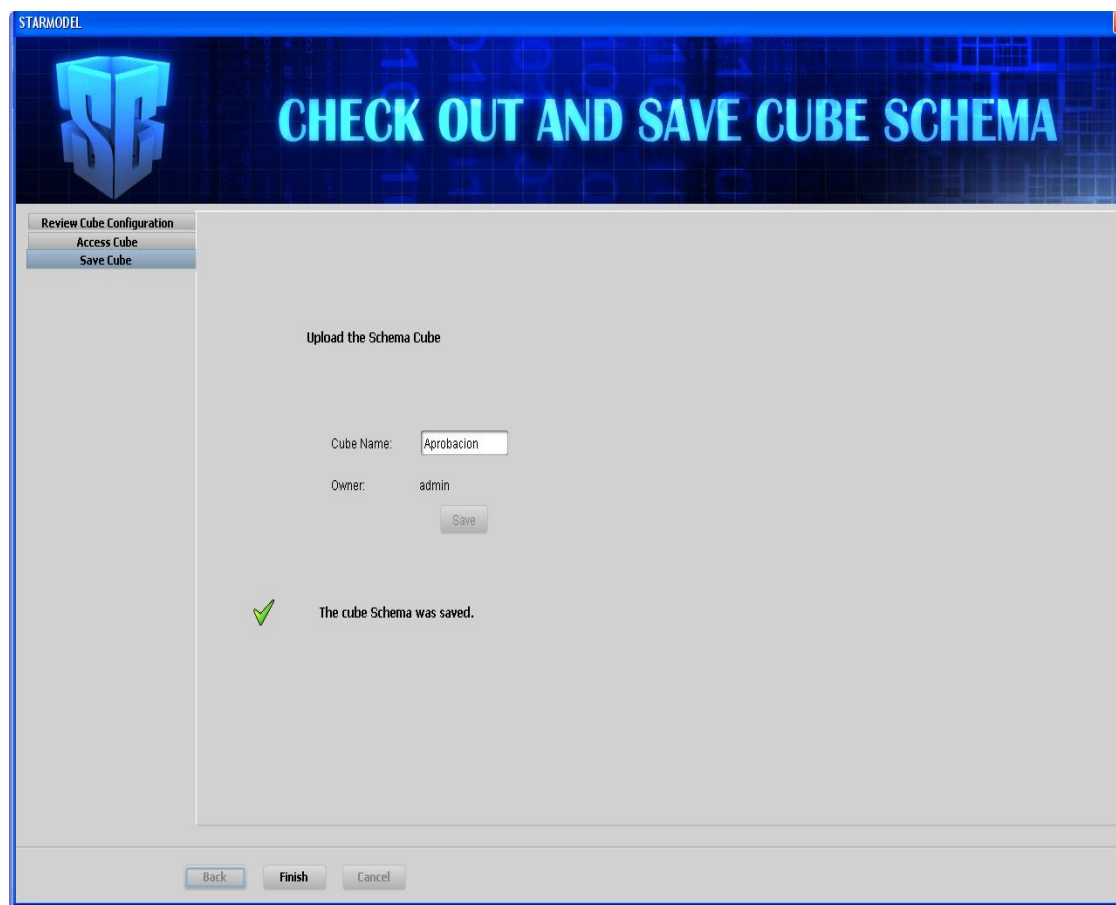 STARMODEL
CHECK OUT AND SAVE CUBE SCHEMA
Review Cube Configuration
Access Cube
Save Cube
Upload the Schema Cube
Cube Name: Aprobacion
Owner: admin
Save
The cube Schema was saved.
Back Finish Cancel